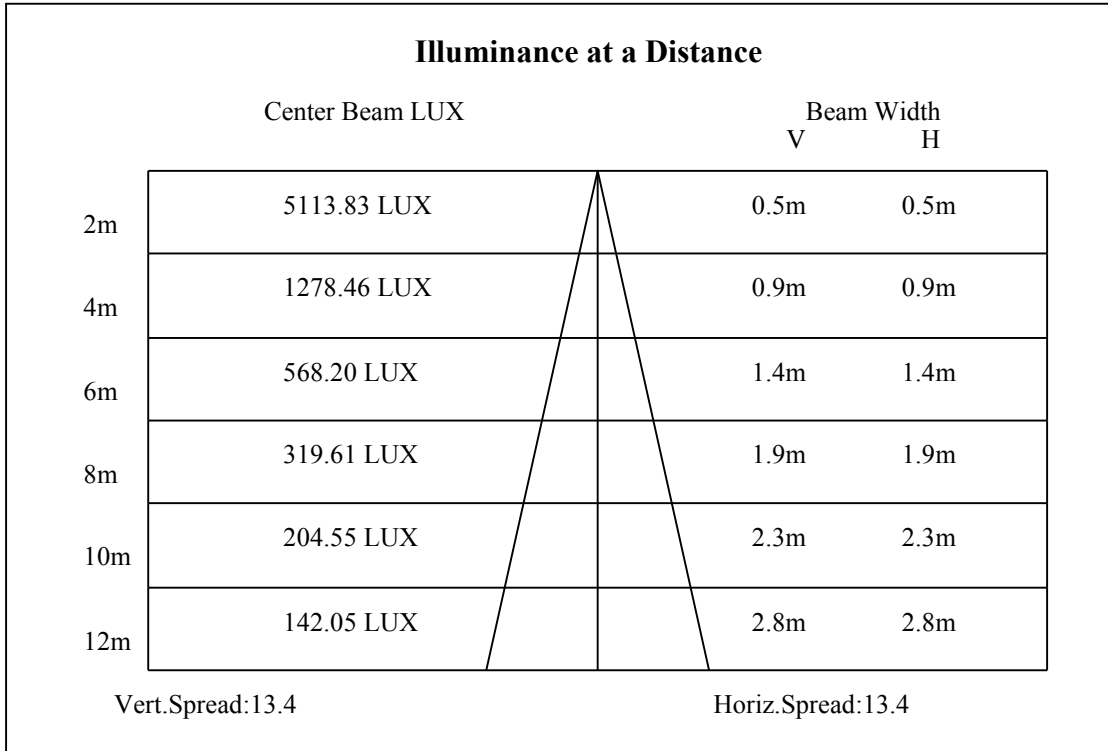 Illuminance at a Distance
Center Beam LUX Beam Width
V H
2m 5113.83 LUX 0.5m 0.5m
4m 1278.46 LUX 0.9m 0.9m
6m 568.20 LUX 1.4m 1.4m
8m 319.61 LUX 1.9m 1.9m
10m 204.55 LUX 2.3m 2.3m
12m 142.05 LUX 2.8m 2.8m
Vert.Spread:13.4 Horiz.Spread:13.4